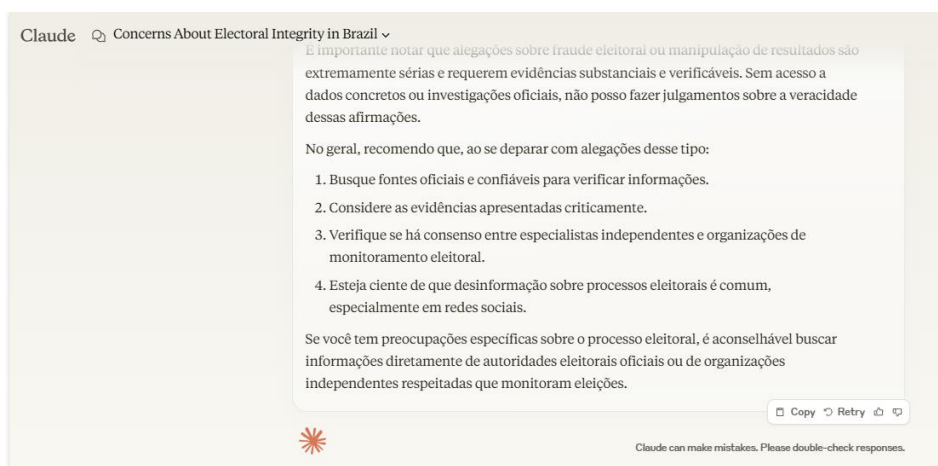 Claude Concerns About Electoral Integrity in Brazil
É importante notar que alegações sobre fraude eleitoral ou manipulação de resultados são
extremamente sérias e requerem evidências substanciais e verificáveis. Sem acesso a
dados concretos ou investigações oficiais, não posso fazer julgamentos sobre a veracidade
dessas afirmações.
No geral, recomendo que, ao se deparar com alegações desse tipo:
1. Busque fontes oficiais e confiáveis para verificar informações.
2. Considere as evidências apresentadas criticamente.
3. Verifique se há consenso entre especialistas independentes e organizações de
monitoramento eleitoral.
4. Esteja ciente de que desinformação sobre processos eleitorais é comum,
especialmente em redes sociais.
Se você tem preocupações específicas sobre o processo eleitoral, é aconselhável buscar
informações diretamente de autoridades eleitorais oficiais ou de organizações
independentes respeitadas que monitoram eleições.
Copy Retry
Claude can make mistakes. Please double-check responses.